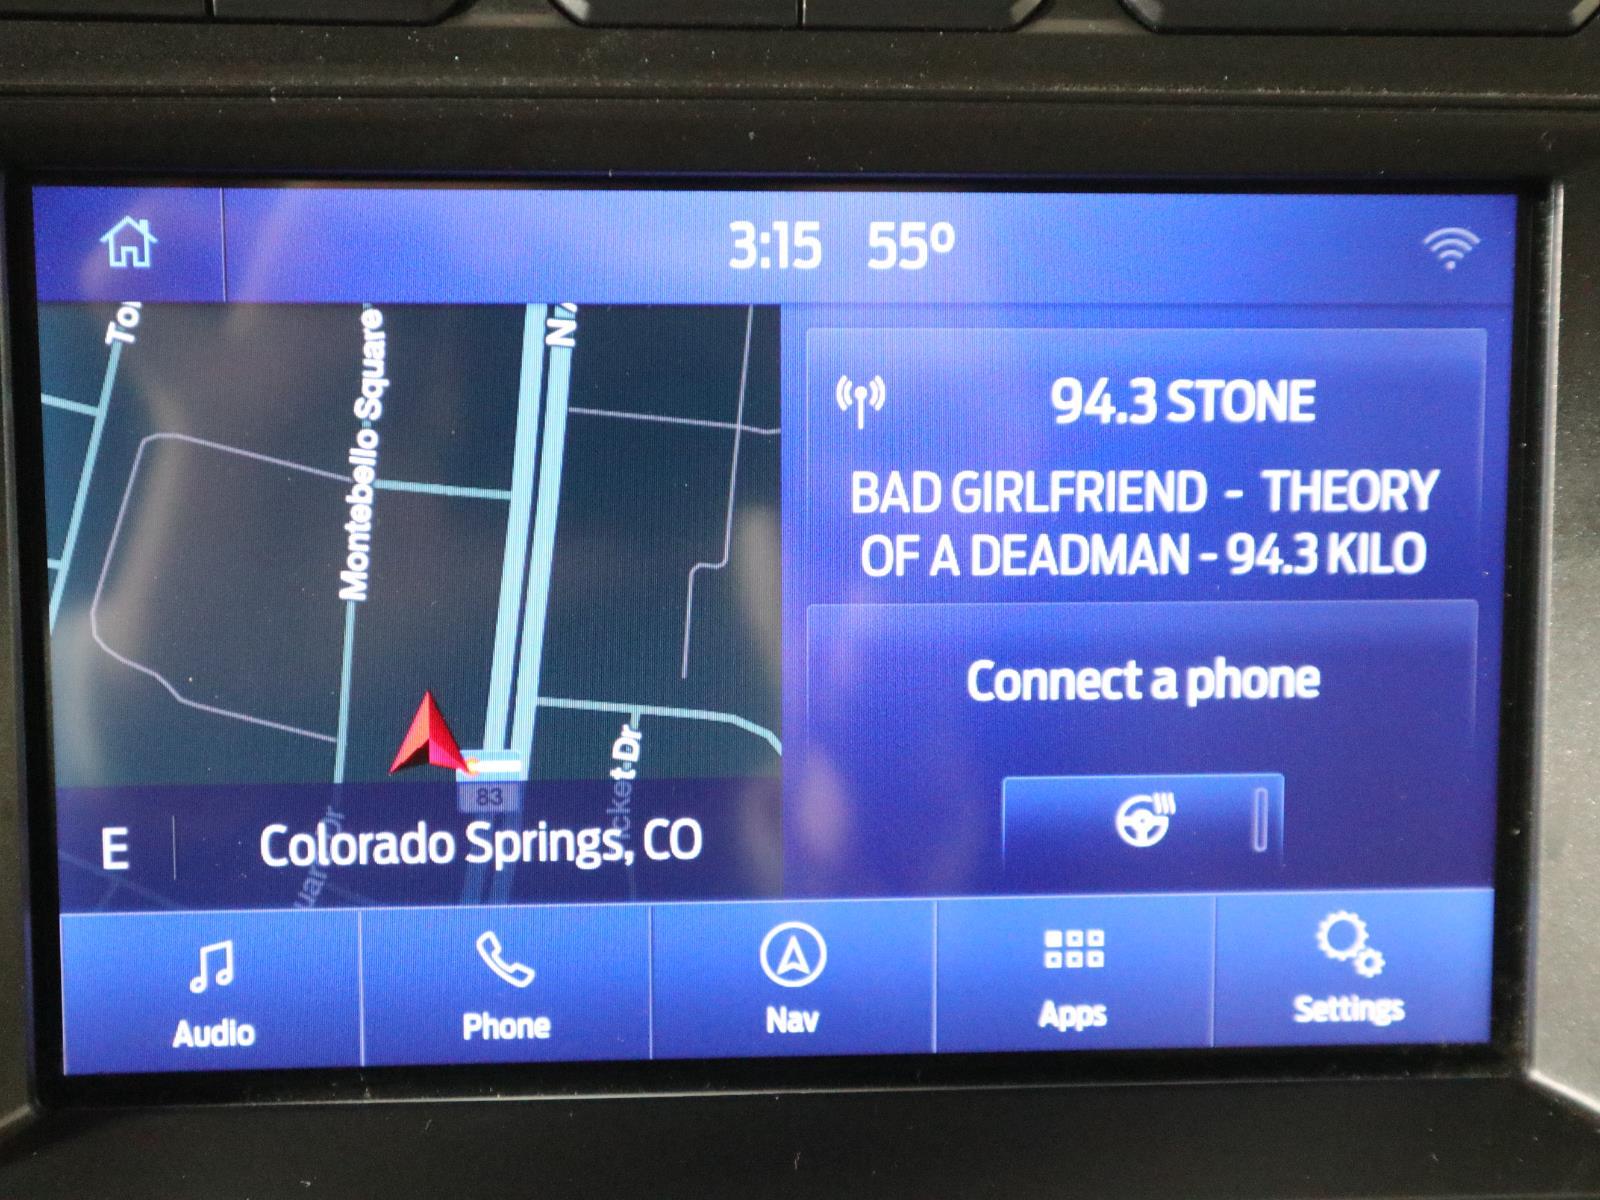 3:15 55º
Montebello Square
94.3 STONE
BAD GIRLFRIEND - THEORY
OF A DEADMAN - 94.3 KILO
Connect a phone
83
E
Colorado Springs, CO
Audio
Phone
Nav
Apps
Settings